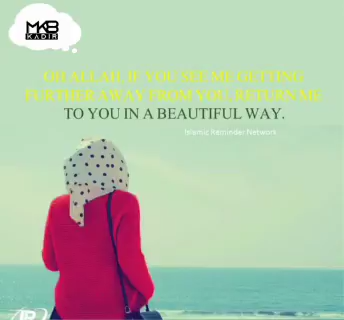 MKB
KADIR
OH ALLAH, IF YOU SEE ME GETTING
FURTHER AWAY FROM YOU, RETURN ME
TO YOU IN A BEAUTIFUL WAY.
Islamic Reminder Network